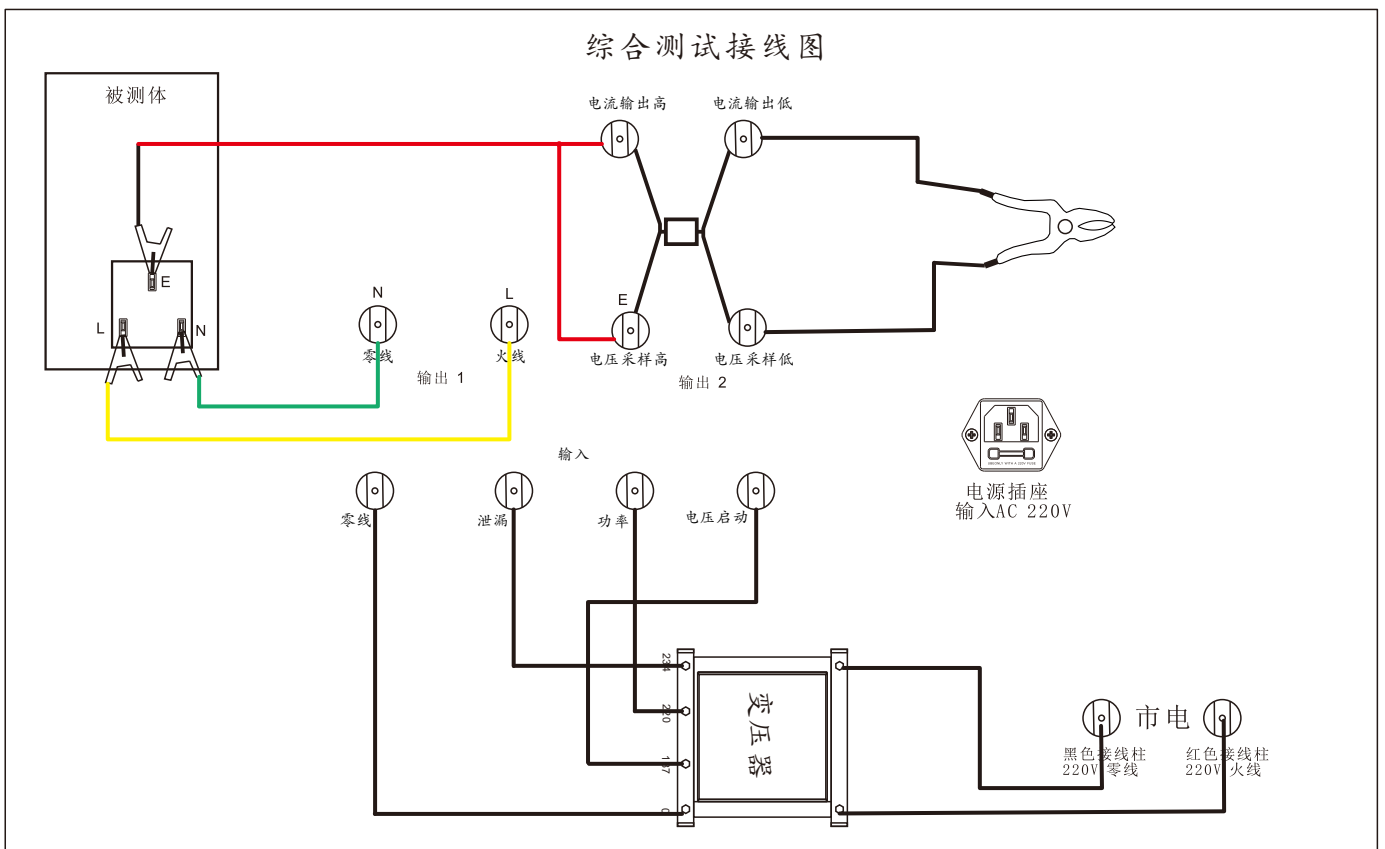 综合测试接线图
被测体
电流输出高
电流输出低
E
L
N
N
L
E
零线
火线
电压采样高
电压采样低
输出 1
输出 2
输入
电源插座
输入AC 220V
零线
泄漏
功率
电压启动
234
220
187
0
变压器
市电
黑色接线柱
220V 零线
红色接线柱
220V 火线